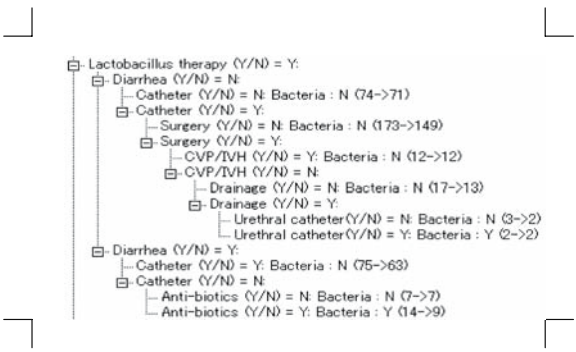 Lactobacillus therapy (Y/N) = Y:
Diarrhea (Y/N) = N:
Catheter (Y/N) = N: Bacteria : N (74->71)
Catheter (Y/N) = Y:
Surgery (Y/N) = N: Bacteria : N (173->149)
Surgery (Y/N) = Y:
CVP/IVH (Y/N) = Y: Bacteria : N (12->12)
CVP/IVH (Y/N) = N:
Drainage (Y/N) = N: Bacteria : N (17->13)
Drainage (Y/N) = Y:
Urethral catheter(Y/N) = N: Bacteria : N (3->2)
Urethral catheter(Y/N) = Y: Bacteria : Y (2->2)
Diarrhea (Y/N) = Y:
Catheter (Y/N) = Y: Bacteria : N (75->63)
Catheter (Y/N) = N:
Anti-biotics (Y/N) = N: Bacteria : N (7->7)
Anti-biotics (Y/N) = Y: Bacteria : Y (14->9)